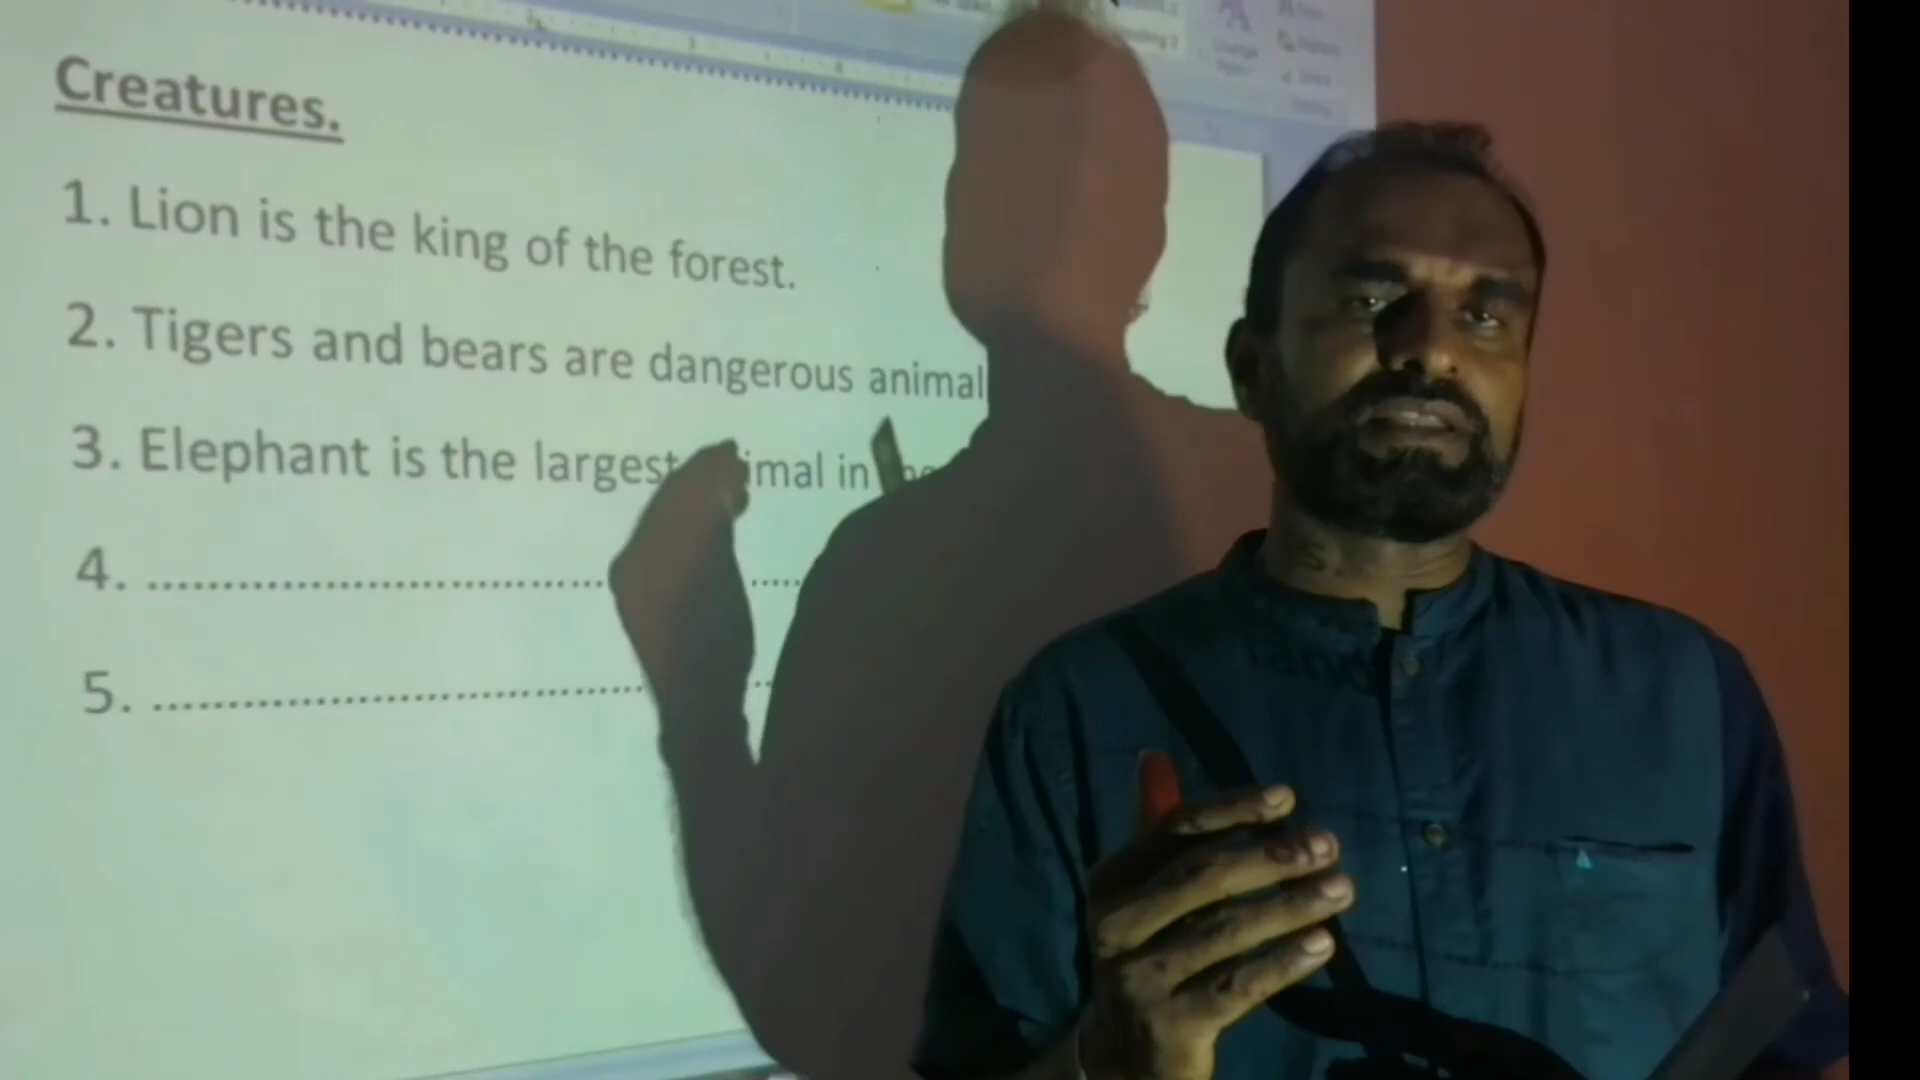 Creatures.
1. Lion is the king of the forest.
2. Tigers and bears are dangerous animal
3. Elephant is the largest imal in
4. ....................................
5. ....................................